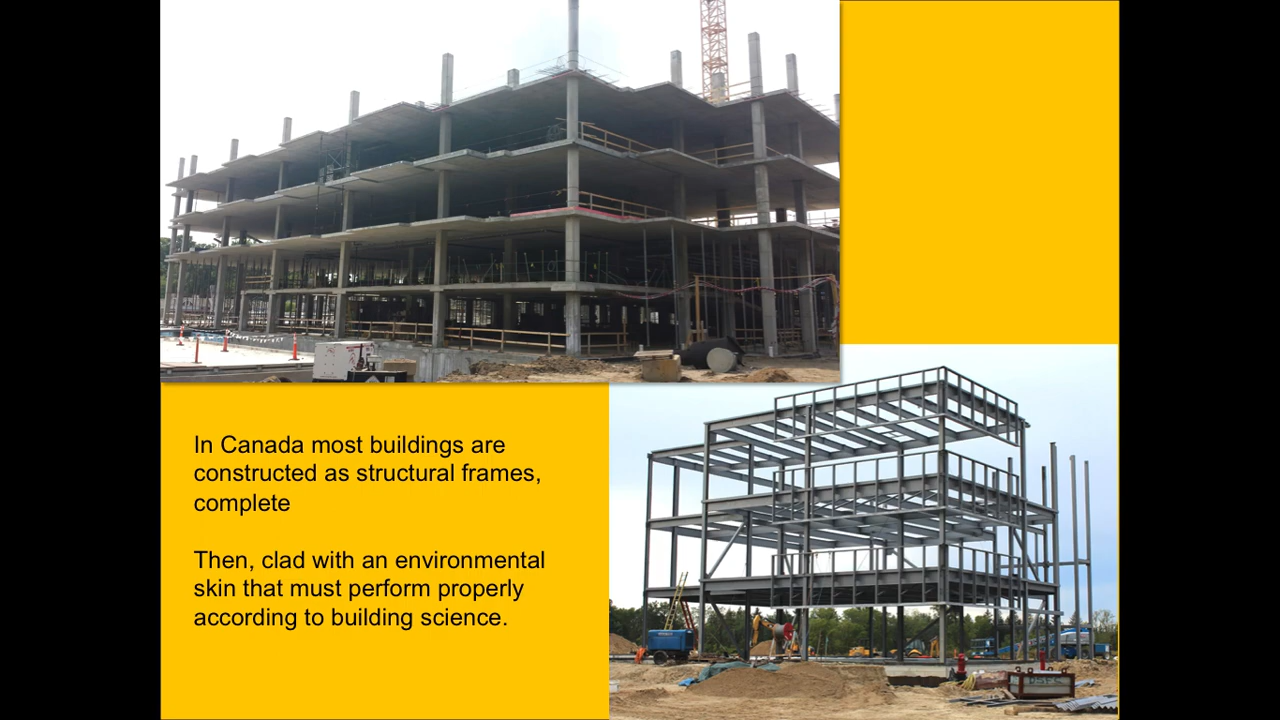 In Canada most buildings are
constructed as structural frames,
complete
Then, clad with an environmental
skin that must perform properly
according to building science.